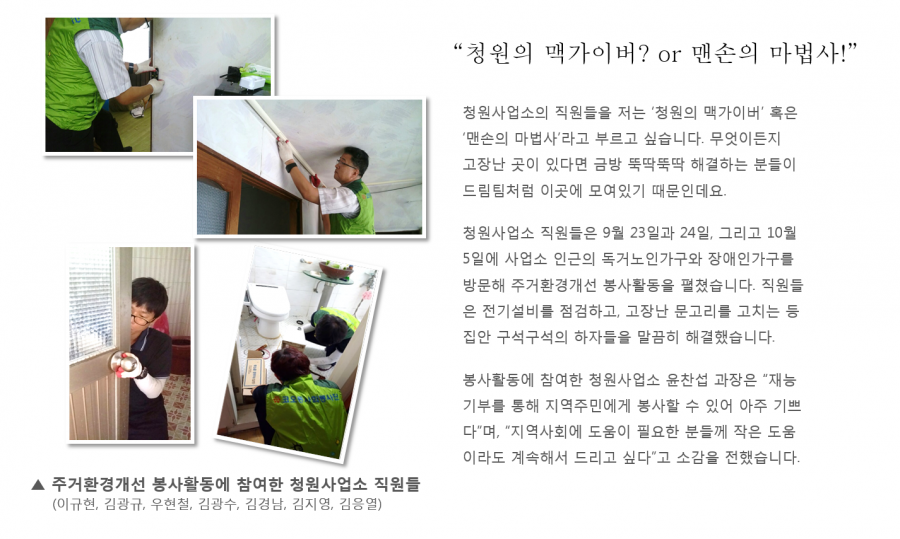 “청원의 맥가이버? or 맨손의 마법사!”
청원사업소의 직원들을 저는 ‘청원의 맥가이버’ 혹은
‘맨손의 마법사’라고 부르고 싶습니다. 무엇이든지
고장난 곳이 있다면 금방 뚝딱뚝딱 해결하는 분들이
드림팀처럼 이곳에 모여있기 때문인데요.
청원사업소 직원들은 9월 23일과 24일, 그리고 10월
5일에 사업소 인근의 독거노인가구와 장애인가구를
방문해 주거환경개선 봉사활동을 펼쳤습니다. 직원들
은 전기설비를 점검하고, 고장난 문고리를 고치는 등
집안 구석구석의 하자들을 말끔히 해결했습니다.
봉사활동에 참여한 청원사업소 윤찬섭 과장은 “재능
기부를 통해 지역주민에게 봉사할 수 있어 아주 기쁘
다”며, “지역사회에 도움이 필요한 분들께 작은 도움
이라도 계속해서 드리고 싶다”고 소감을 전했습니다.
▲ 주거환경개선 봉사활동에 참여한 청원사업소 직원들
(이규현, 김광규, 우현철, 김광수, 김경남, 김지영, 김응열)